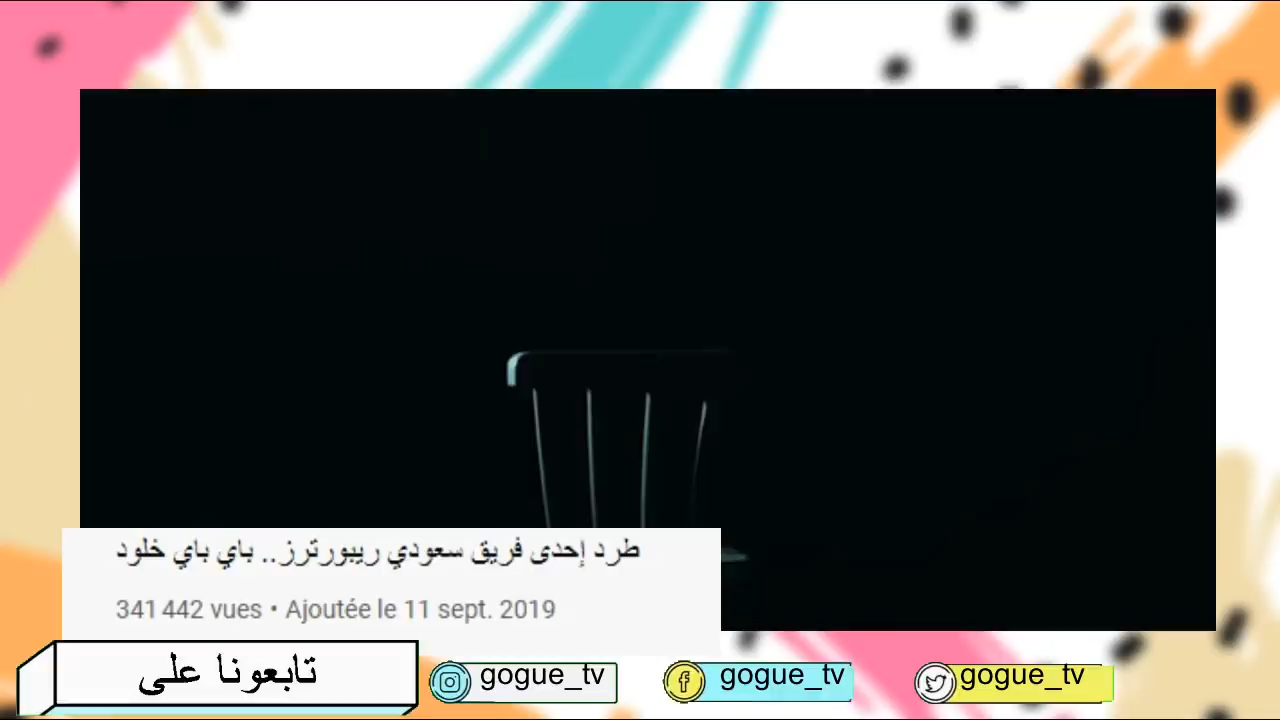 طرد إحدى فريق سعودي ريبورترز.. باي باي خلود
341 442 vues • Ajoutée le 11 sept. 2019
تابعونا على
gogue_tv
gogue_tv
gogue_tv